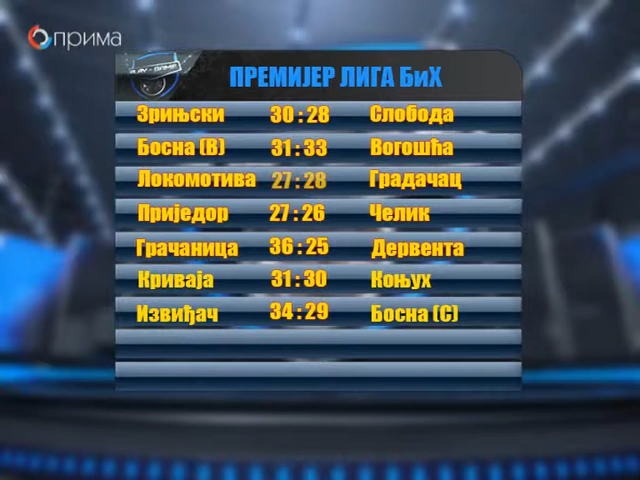 прима
ПРЕМИЈЕР ЛИГА БиХ
Зрињски 30 : 28 Слобода
Босна (В) 31 : 33 Вогошћа
Локомотива 27 : 28 Градачац
Приједор 27 : 26 Челик
Грачаница 36 : 25 Дервента
Криваја 31 : 30 Коњух
Извиђач 34 : 29 Босна (С)